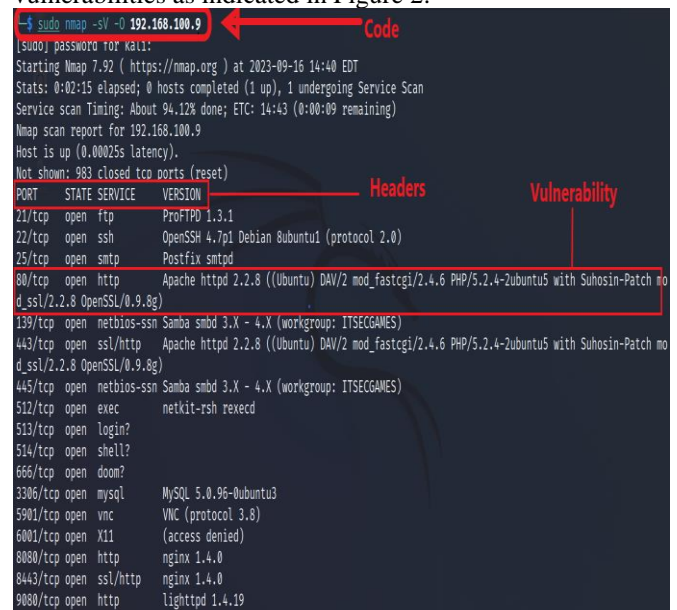 vulnerabilities as indicated in Figure 2.
$ sudo nmap -sV -O 192.168.100.9
Code
[sudo] password for kali:
Starting Nmap 7.92 ( https://nmap.org ) at 2023-09-16 14:40 EDT
Stats: 0:02:15 elapsed; 0 hosts completed (1 up), 1 undergoing Service Scan
Service scan Timing: About 94.12% done; ETC: 14:43 (0:00:09 remaining)
Nmap scan report for 192.168.100.9
Host is up (0.00025s latency).
Not shown: 983 closed tcp ports (reset)
PORT STATE SERVICE VERSION
Headers
Vulnerability
21/tcp open ftp ProFTPD 1.3.1
22/tcp open ssh OpenSSH 4.7p1 Debian 8ubuntu1 (protocol 2.0)
25/tcp open smtp Postfix smtpd
80/tcp open http Apache httpd 2.2.8 ((Ubuntu) DAV/2 mod_fastcgi/2.4.6 PHP/5.2.4-2ubuntu5 with Suhosin-Patch mo
d_ssl/2.2.8 OpenSSL/0.9.8g)
139/tcp open netbios-ssn Samba smbd 3.X - 4.X (workgroup: ITSECGAMES)
443/tcp open ssl/http Apache httpd 2.2.8 ((Ubuntu) DAV/2 mod_fastcgi/2.4.6 PHP/5.2.4-2ubuntu5 with Suhosin-Patch mo
d_ssl/2.2.8 OpenSSL/0.9.8g)
445/tcp open netbios-ssn Samba smbd 3.X - 4.X (workgroup: ITSECGAMES)
512/tcp open exec netkit-rsh rexecd
513/tcp open login?
514/tcp open shell?
666/tcp open doom?
3306/tcp open mysql MySQL 5.0.96-0ubuntu3
5901/tcp open vnc VNC (protocol 3.8)
6001/tcp open X11 (access denied)
8080/tcp open http nginx 1.4.0
8443/tcp open ssl/http nginx 1.4.0
9080/tcp open http lighttpd 1.4.19